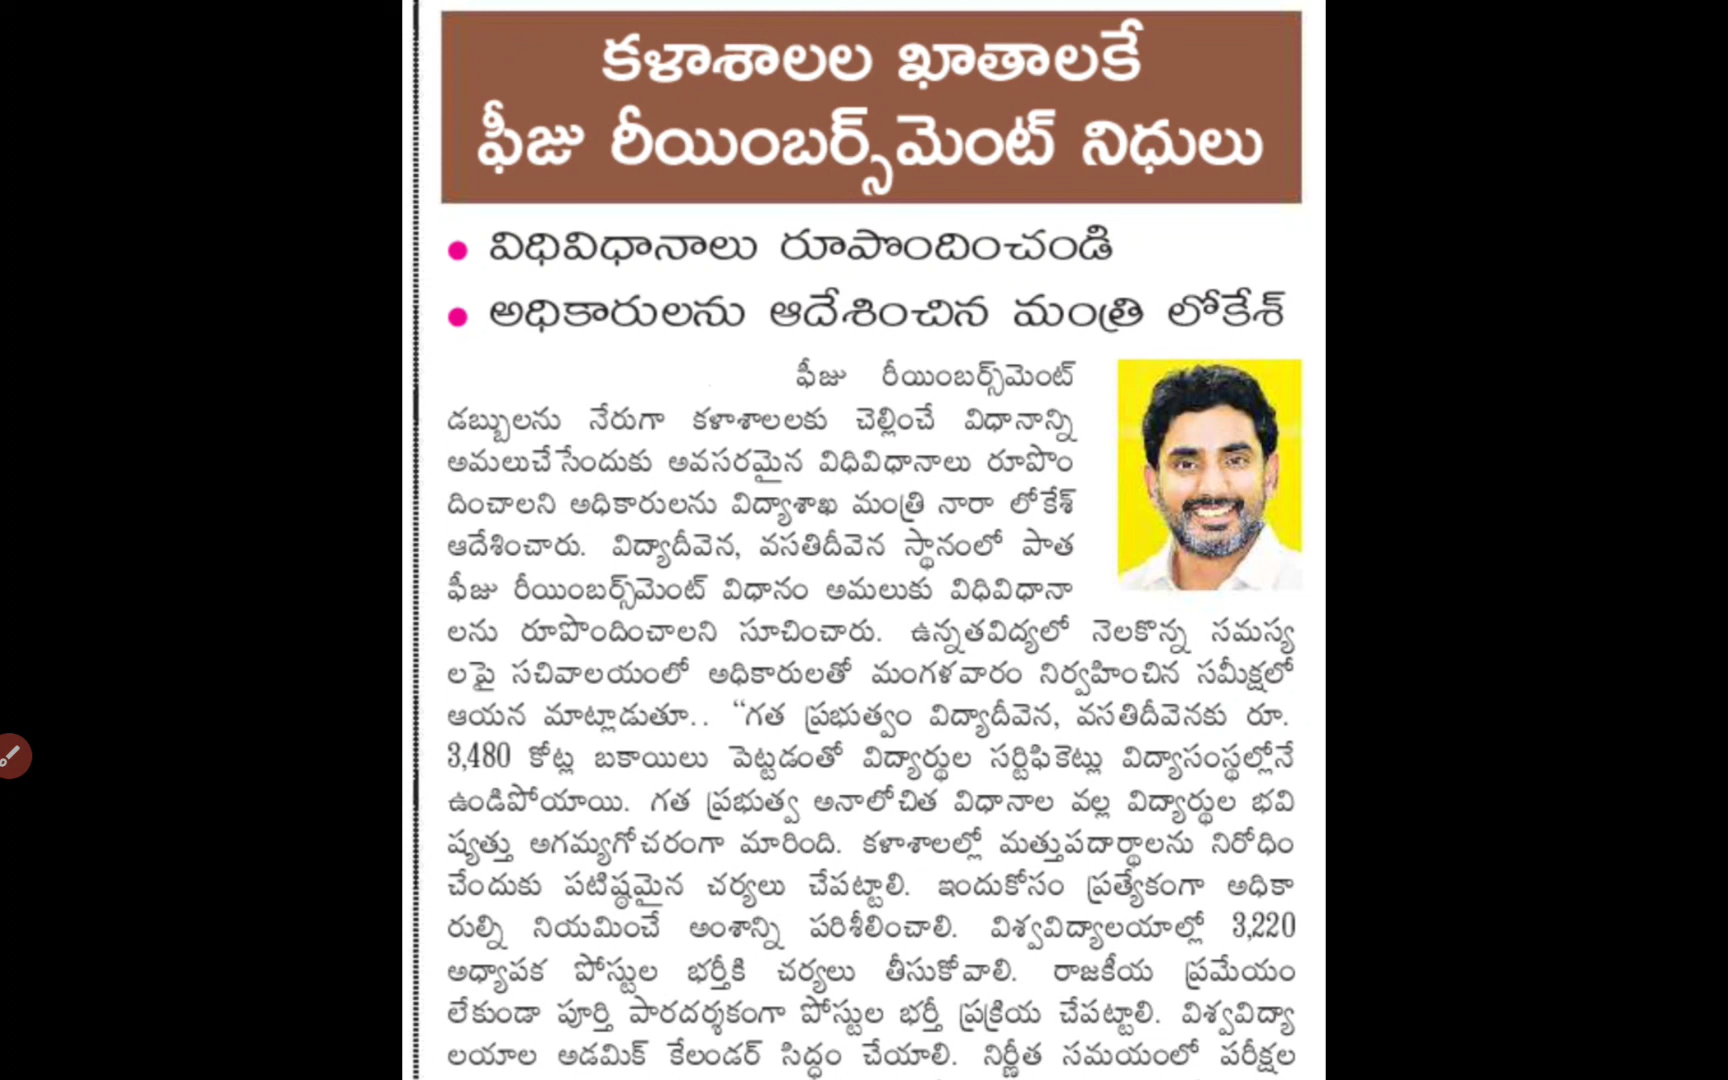 కళాశాలల ఖాతాలకే
ఫీజు రీయింబర్స్‌మెంట్ నిధులు
• విధివిధానాలు రూపొందించండి
• అధికారులను ఆదేశించిన మంత్రి లోకేశ్
ఫీజు రీయింబర్స్‌మెంట్
డబ్బులను నేరుగా కళాశాలలకు చెల్లించే విధానాన్ని
అమలుచేసేందుకు అవసరమైన విధివిధానాలు రూపొం
దించాలని అధికారులను విద్యాశాఖ మంత్రి నారా లోకేశ్
ఆదేశించారు. విద్యాదీవెన, వసతిదీవెన స్థానంలో పాత
ఫీజు రీయింబర్స్‌మెంట్ విధానం అమలుకు విధివిధానా
లను రూపొందించాలని సూచించారు. ఉన్నతవిద్యలో నెలకొన్న సమస్య
లపై సచివాలయంలో అధికారులతో మంగళవారం నిర్వహించిన సమీక్షలో
ఆయన మాట్లాడుతూ.. “గత ప్రభుత్వం విద్యాదీవెన, వసతిదీవెనకు రూ.
3,480 కోట్ల బకాయిలు పెట్టడంతో విద్యార్థుల సర్టిఫికెట్లు విద్యాసంస్థల్లోనే
ఉండిపోయాయి. గత ప్రభుత్వ అనాలోచిత విధానాల వల్ల విద్యార్థుల భవి
ష్యత్తు అగమ్యగోచరంగా మారింది. కళాశాలల్లో మత్తుపదార్థాలను నిరోధిం
చేందుకు పటిష్ఠమైన చర్యలు చేపట్టాలి. ఇందుకోసం ప్రత్యేకంగా అధికా
రుల్ని నియమించే అంశాన్ని పరిశీలించాలి. విశ్వవిద్యాలయాల్లో 3,220
అధ్యాపక పోస్టుల భర్తీకి చర్యలు తీసుకోవాలి. రాజకీయ ప్రమేయం
లేకుండా పూర్తి పారదర్శకంగా పోస్టుల భర్తీ ప్రక్రియ చేపట్టాలి. విశ్వవిద్యా
లయాల అడమిక్ కేలండర్ సిద్ధం చేయాలి. నిర్ణీత సమయంలో పరీక్షల